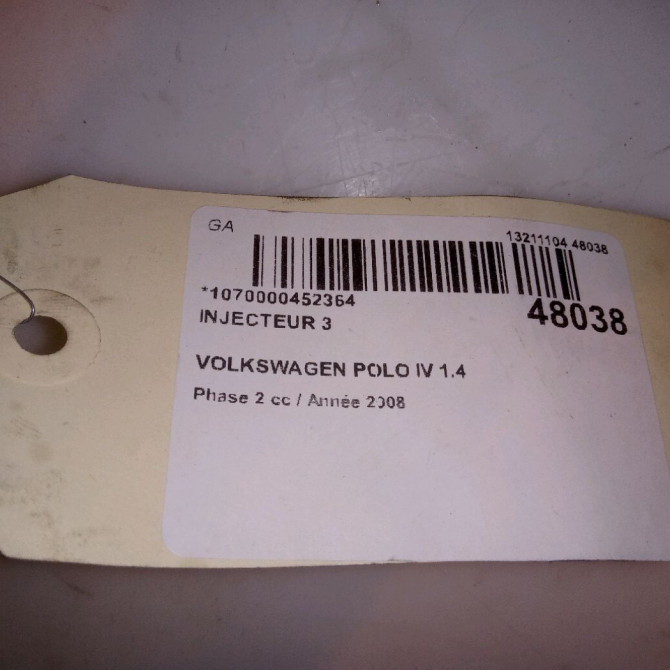 GA
13211104 48038
*1070000452364
48038
INJECTEUR 3
VOLKSWAGEN POLO IV 1.4
Phase 2 cc / Année 2008